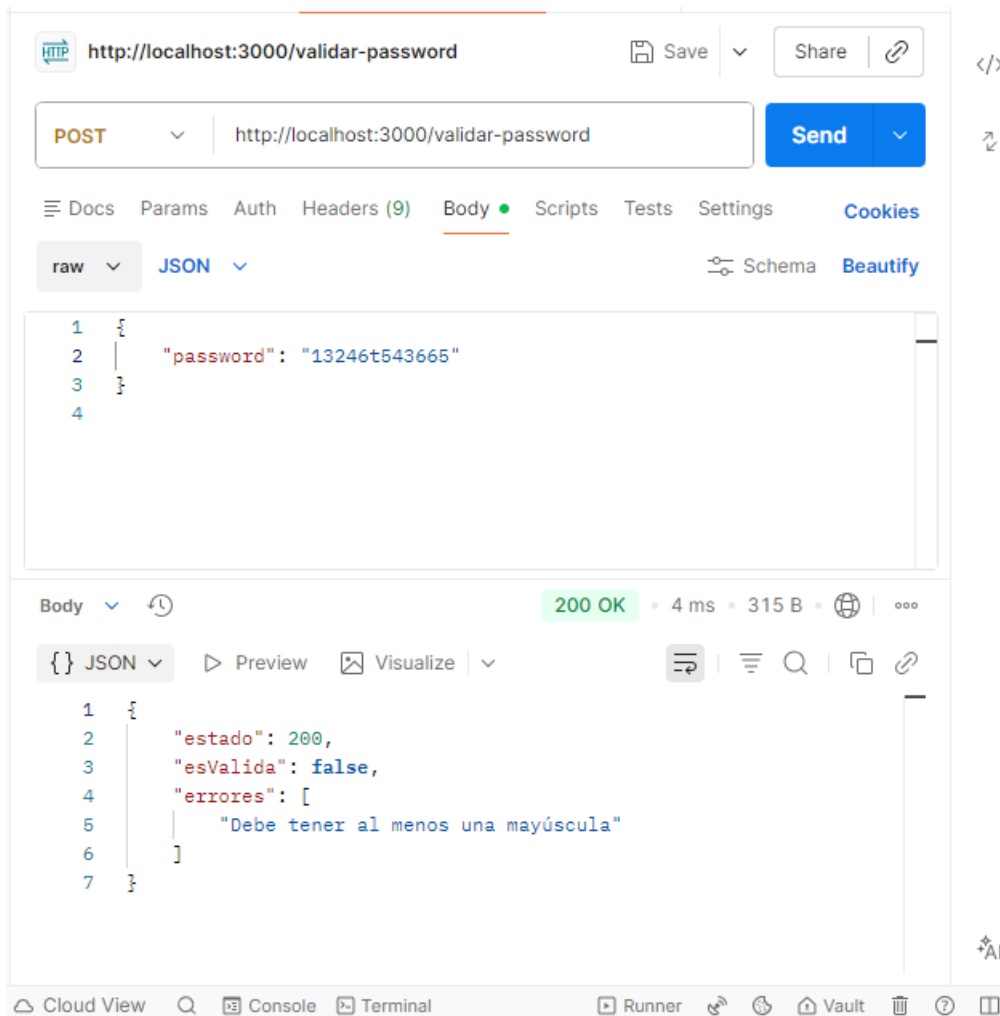 HTTP http://localhost:3000/validar-password Save Share </>
POST http://localhost:3000/validar-password Send
Docs Params Auth Headers (9) Body Scripts Tests Settings Cookies
raw JSON Schema Beautify
1 {
2 "password": "13246t543665"
3 }
4
Body 200 OK • 4 ms • 315 B
{} JSON Preview Visualize
1 {
2 "estado": 200,
3 "esValida": false,
4 "errores": [
5 "Debe tener al menos una mayúscula"
6 ]
7 }
Cloud View Console Terminal Runner Vault